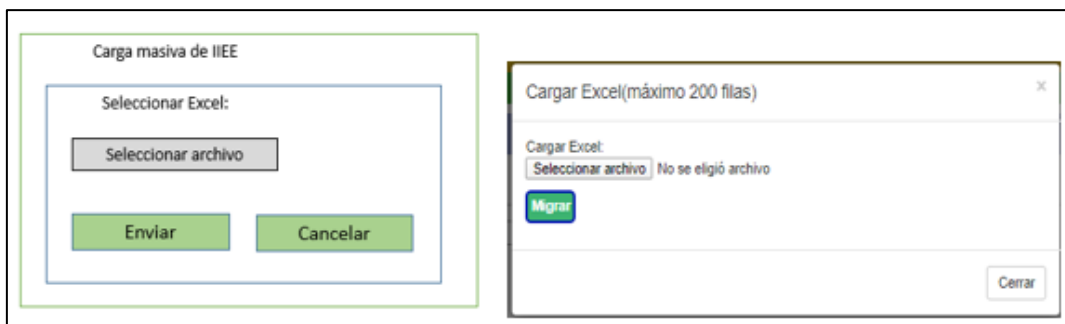 Carga masiva de IIEE
Seleccionar Excel:
Seleccionar archivo
Enviar Cancelar
Cargar Excel(máximo 200 filas) ×
Cargar Excel:
Seleccionar archivo No se eligió archivo
Migrar
Cerrar